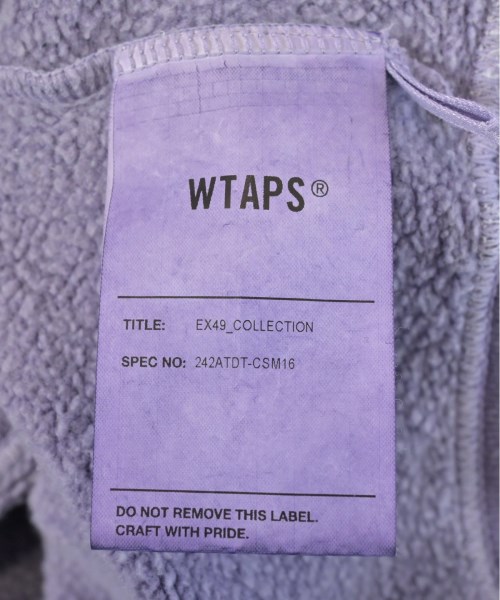 WTAPS®
TITLE: EX49_COLLECTION
SPEC NO: 242ATDT-CSM16
DO NOT REMOVE THIS LABEL.
CRAFT WITH PRIDE.